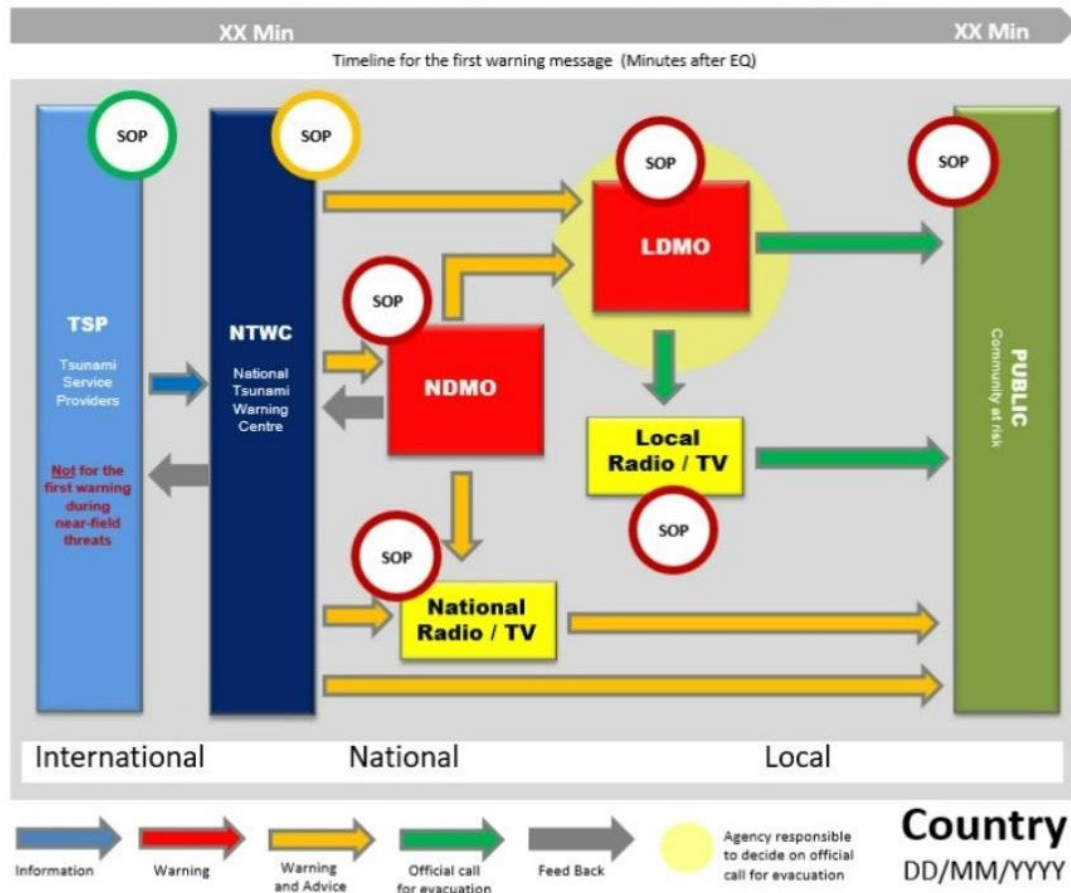 XX Min
XX Min
Timeline for the first warning message (Minutes after EQ)
SOP
TSP
Tsunami
Service
Providers
Not for the
first warning
during
near-field
threats
SOP
NTWC
National
Tsunami
Warning
Centre
SOP
NDMO
SOP
LDMO
Local
Radio / TV
SOP
SOP
National
Radio / TV
SOP
PUBLIC
Community at risk
International
National
Local
Information
Warning
Warning
and Advice
Official call
for evacuation
Feed Back
Agency responsible
to decide on official
call for evacuation
Country
DD/MM/YYYY